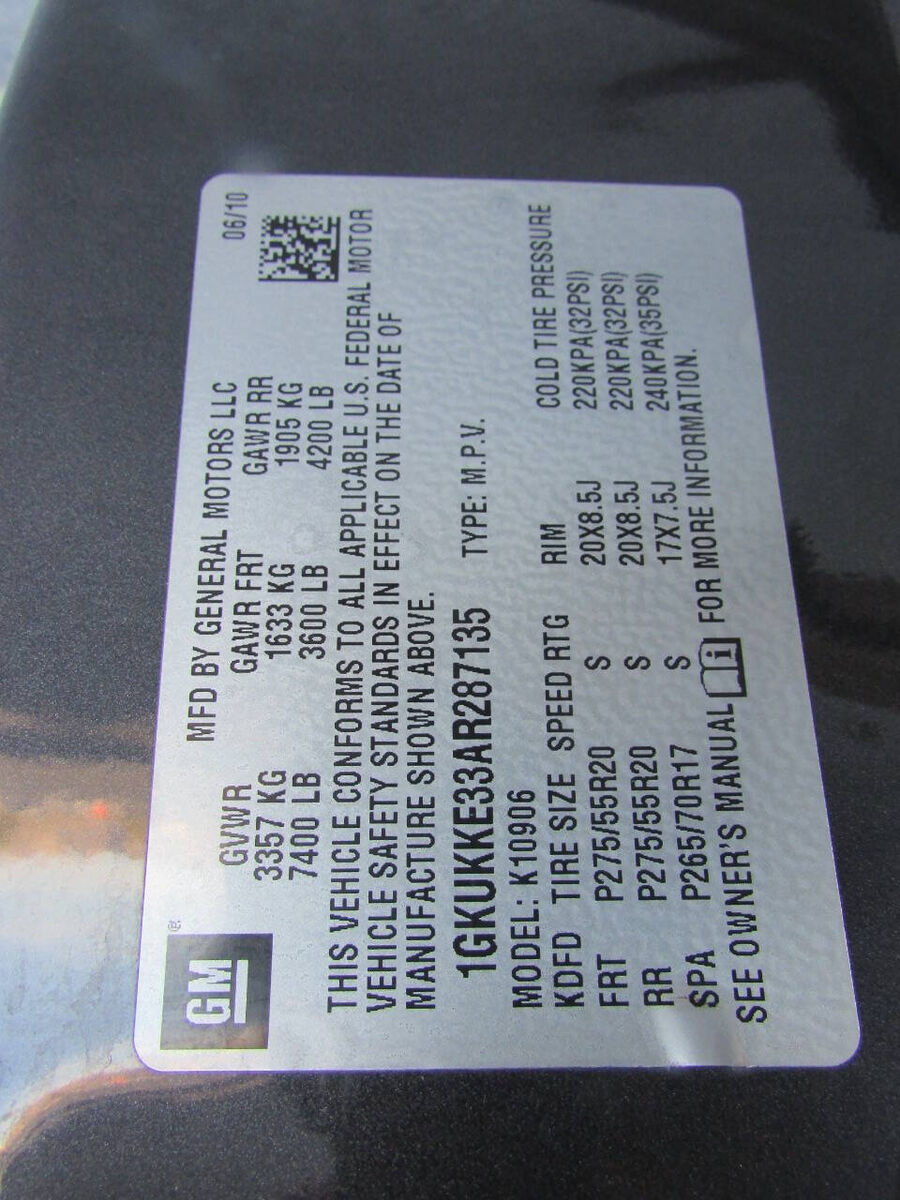 GM ®
MFD BY GENERAL MOTORS LLC 06/10
GVWR GAWR FRT GAWR RR
3357 KG 1633 KG 1905 KG
7400 LB 3600 LB 4200 LB
THIS VEHICLE CONFORMS TO ALL APPLICABLE U.S. FEDERAL MOTOR
VEHICLE SAFETY STANDARDS IN EFFECT ON THE DATE OF
MANUFACTURE SHOWN ABOVE.
1GKUKKE33AR287135 TYPE: M.P.V.
MODEL: K10906
KDFD TIRE SIZE SPEED RTG RIM COLD TIRE PRESSURE
FRT P275/55R20 S 20X8.5J 220KPA(32PSI)
RR P275/55R20 S 20X8.5J 220KPA(32PSI)
SPA P265/70R17 S 17X7.5J 240KPA(35PSI)
SEE OWNER'S MANUAL i FOR MORE INFORMATION.